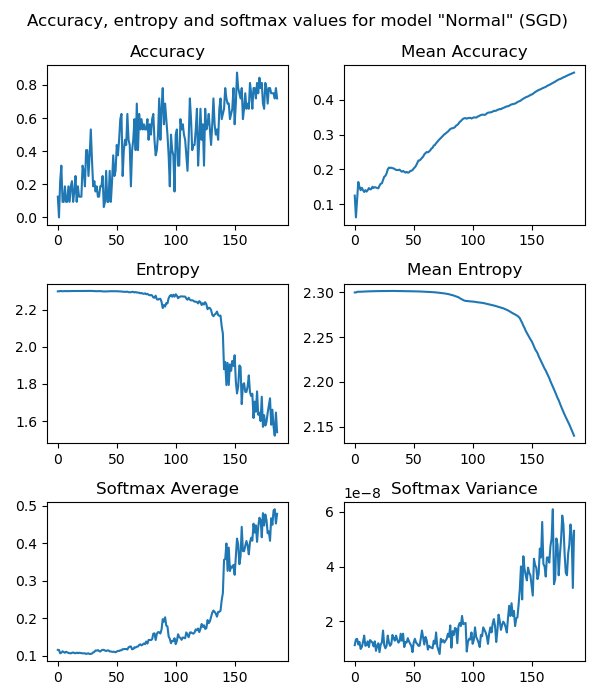 Accuracy, entropy and softmax values for model "Normal" (SGD)
Accuracy
Mean Accuracy
0.8
0.6
0.4
0.2
0.0
0 50 100 150
0.4
0.3
0.2
0.1
0 50 100 150
Entropy
Mean Entropy
2.2
2.0
1.8
1.6
0 50 100 150
2.30
2.25
2.20
2.15
0 50 100 150
Softmax Average
1e−8 Softmax Variance
0.5
0.4
0.3
0.2
0.1
0 50 100 150
6
4
2
0 50 100 150